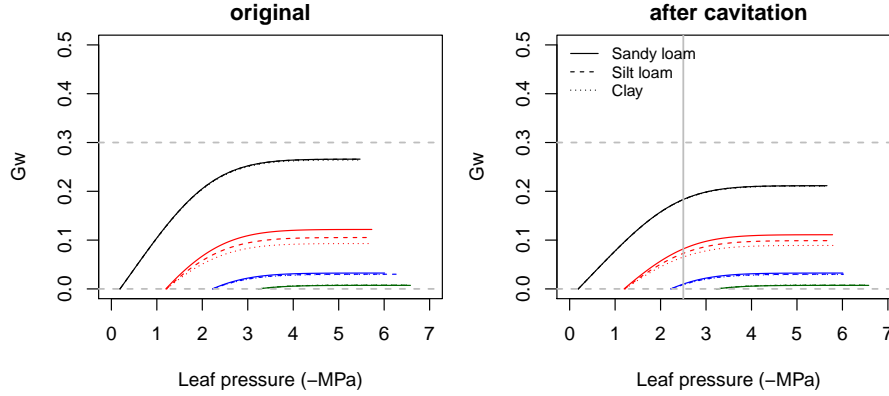 original
Gw
0.0
0.1
0.2
0.3
0.4
0.5
0 1 2 3 4 5 6 7
Leaf pressure (−MPa)
after cavitation
Sandy loam
Silt loam
Clay
Gw
0.0
0.1
0.2
0.3
0.4
0.5
0 1 2 3 4 5 6 7
Leaf pressure (−MPa)